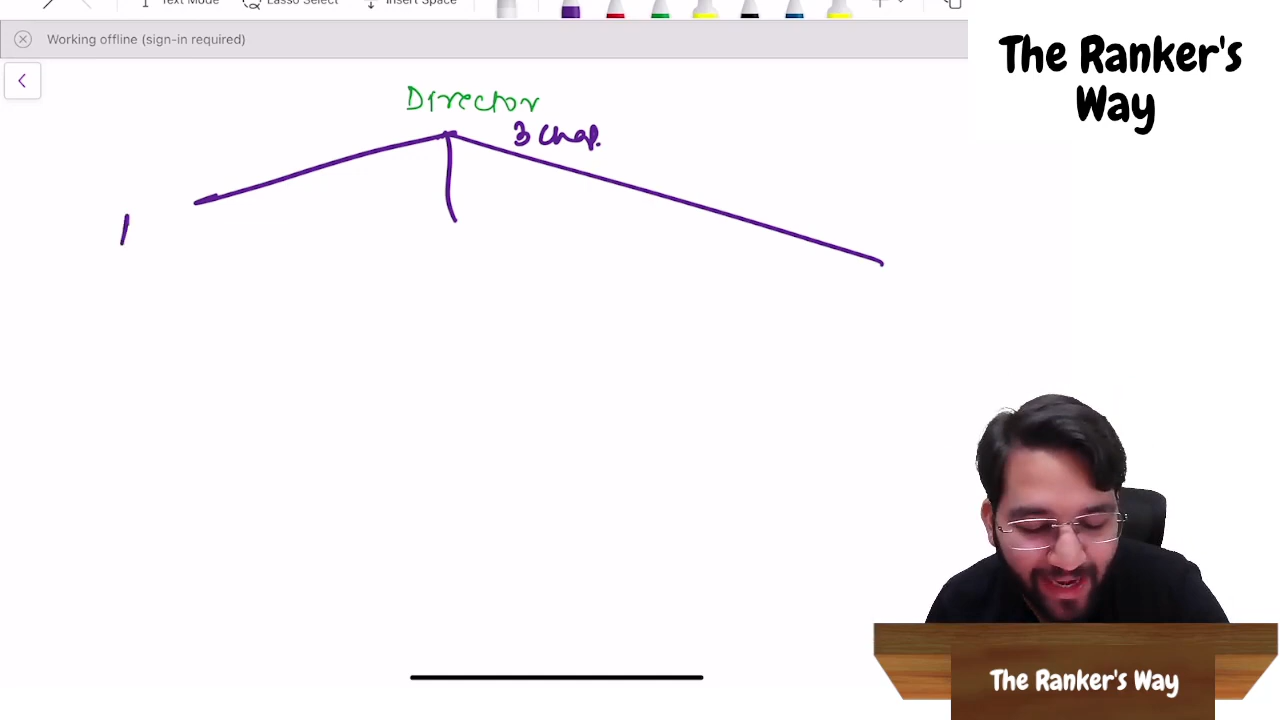 Text Mode
Lasso Select
Insert Space
Working offline (sign-in required)
The Ranker's
Way
Director
3 Chap.
1
The Ranker's Way